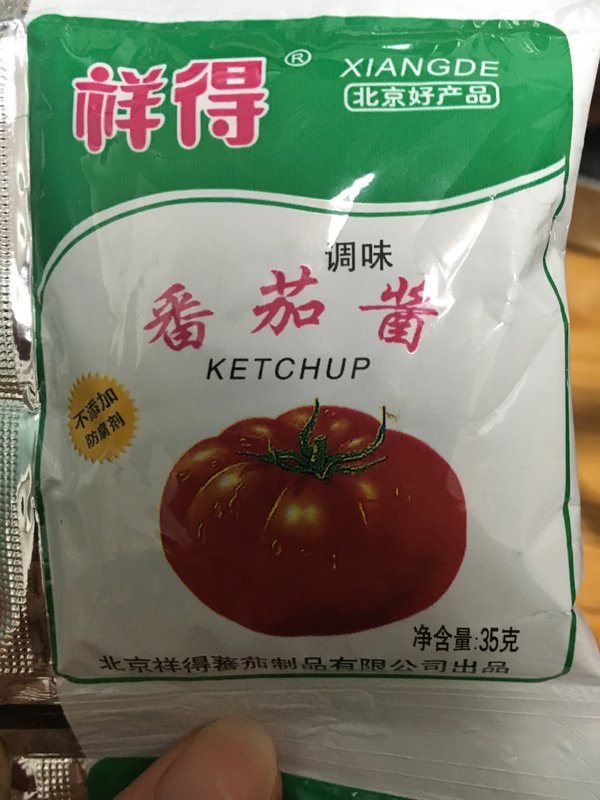 祥得®
XIANGDE
北京好产品
调味
番茄酱
KETCHUP
不添加
防腐剂
净含量:35克
北京祥得蕃茄制品有限公司出品